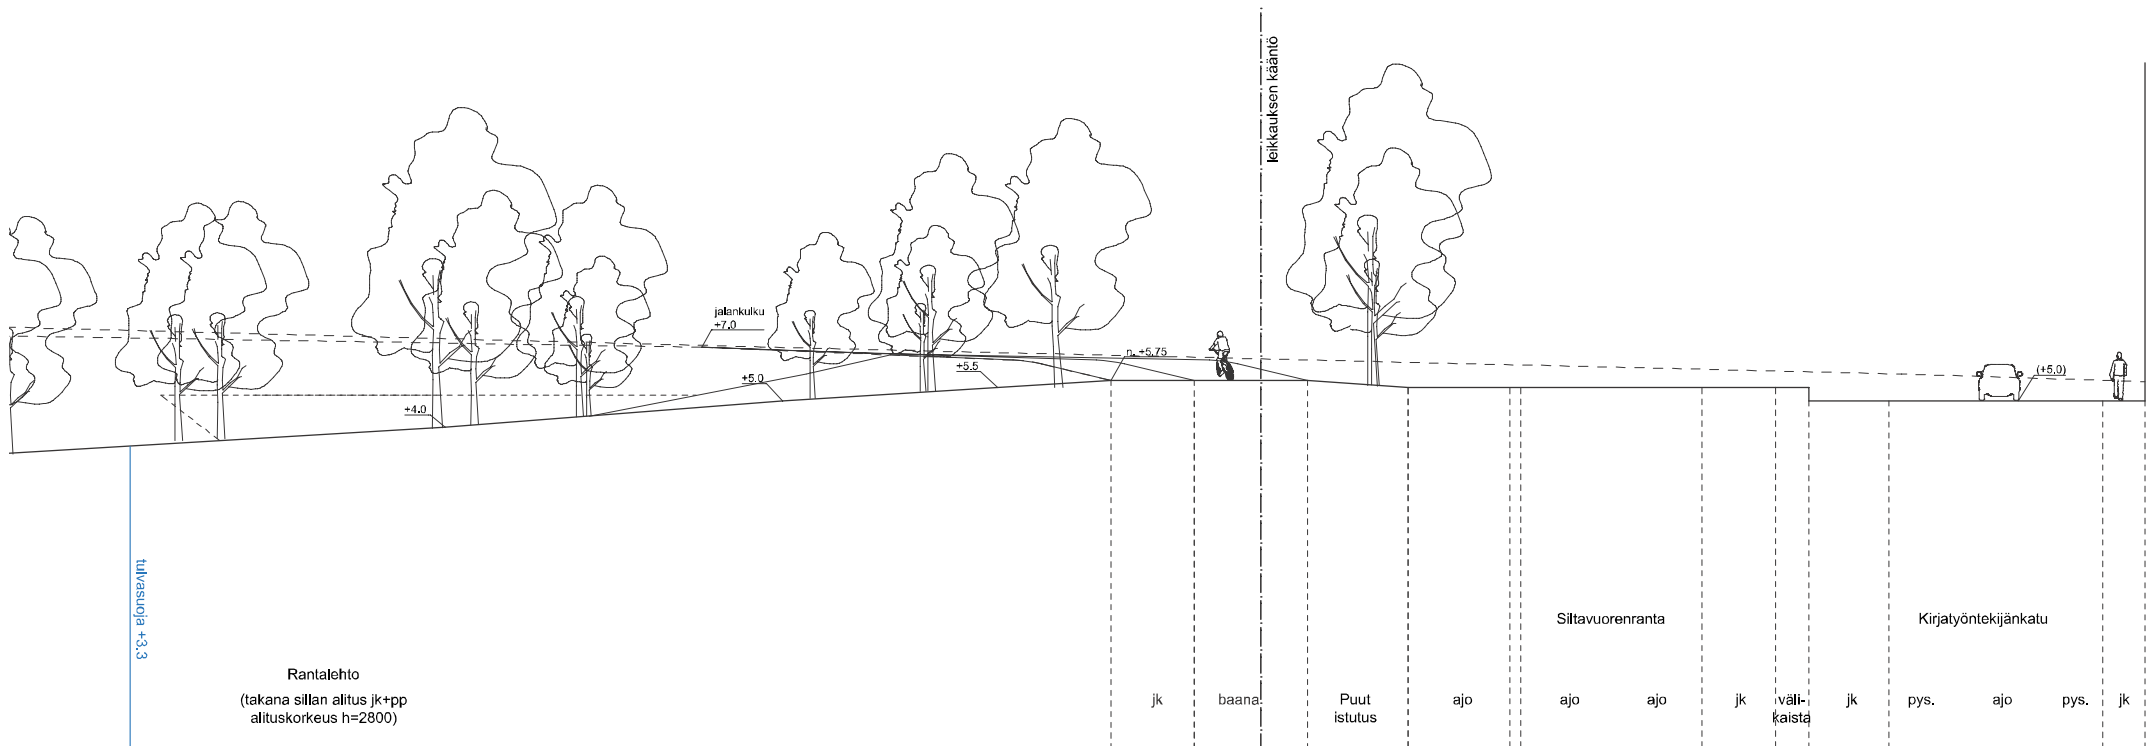 leikkauksen kääntö
jalankulku
+7.0
n. +5.75
+5.5
+5.0
+4.0
(+5.0)
tulvasuoja +3.3
Siltavuorenranta
Kirjatyöntekijänkatu
Rantalehto
(takana sillan alitus jk+pp
alituskorkeus h=2800)
jk
baana
Puut
istutus
ajo
ajo
ajo
jk
väli-
kaista
jk
pys.
ajo
pys.
jk